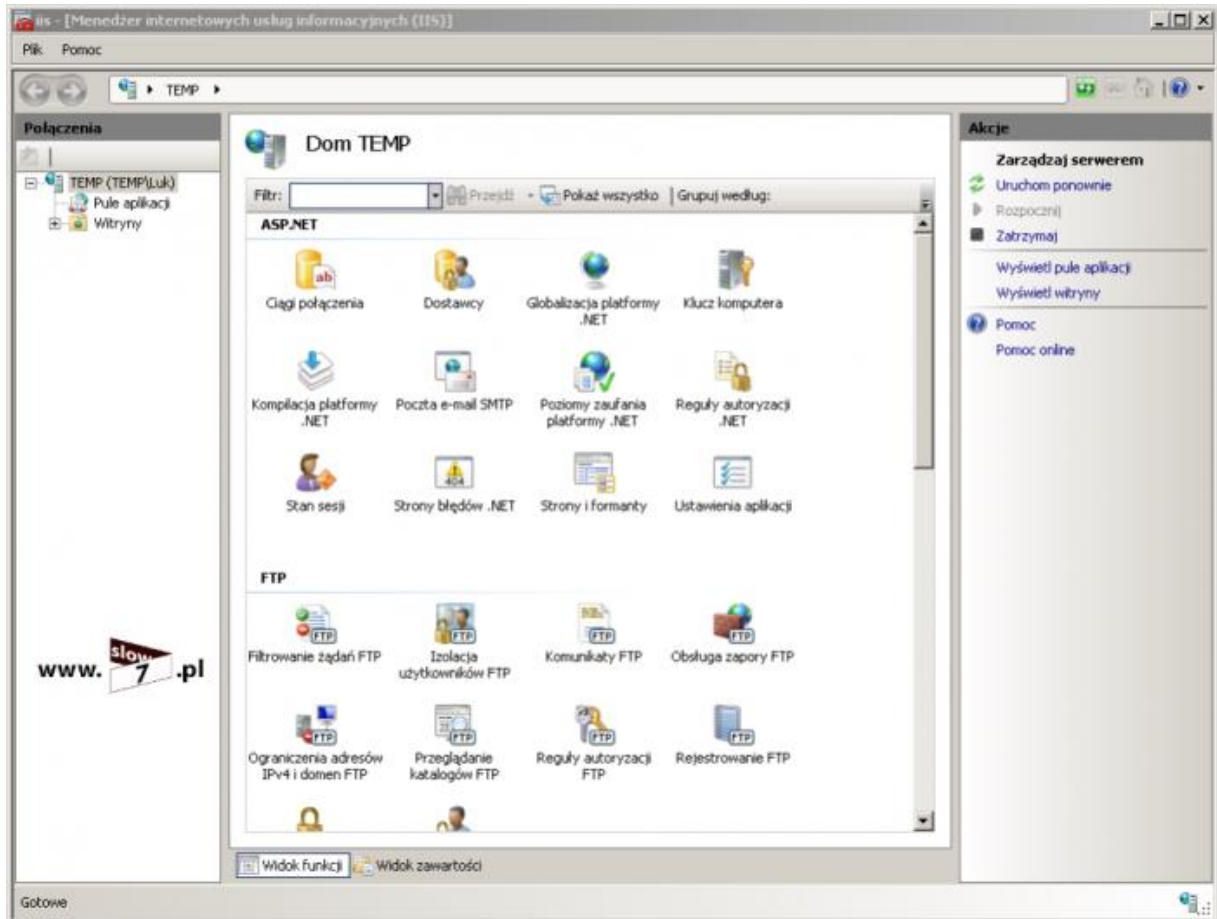 iis - [Menedżer internetowych usług informacyjnych (IIS)]
Plik Pomoc
TEMP
Połączenia
TEMP (TEMP\Luk)
Pule aplikacji
Witryny
www. slow 7 .pl
Dom TEMP
Filtr: Przejdź Pokaż wszystko Grupuj według:
ASP.NET
Ciągi połączenia
Dostawcy
Globalizacja platformy
.NET
Klucz komputera
Kompilacja platformy
.NET
Poczta e-mail SMTP
Poziomy zaufania
platformy .NET
Reguły autoryzacji
.NET
Stan sesji
404
Strony błędów .NET
Strony i formanty
Ustawienia aplikacji
FTP
Filtrowanie żądań FTP
Izolacja
użytkowników FTP
Komunikaty FTP
Obsługa zapory FTP
Ograniczenia adresów
IPv4 i domen FTP
Przeglądanie
katalogów FTP
Reguły autoryzacji
FTP
Rejestrowanie FTP
Widok funkcji Widok zawartości
Akcje
Zarządzaj serwerem
Uruchom ponownie
Rozpocznij
Zatrzymaj
Wyświetl pule aplikacji
Wyświetl witryny
Pomoc
Pomoc online
Gotowe